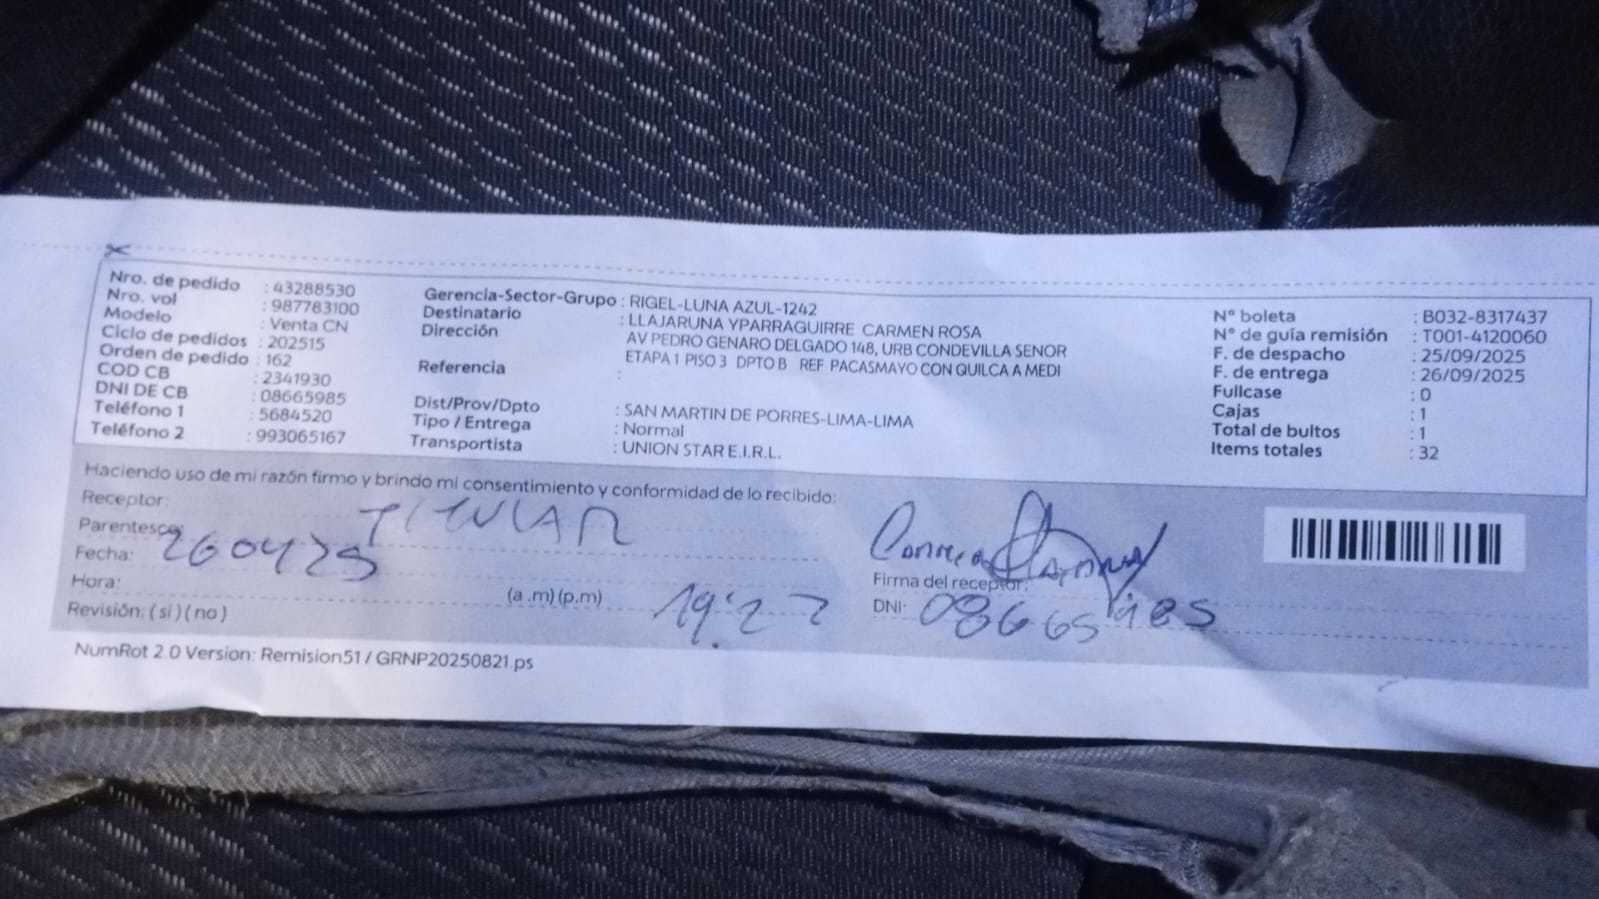 Nro. de pedido : 43288530
Nro. vol : 987783100
Modelo : Venta CN
Ciclo de pedidos : 202515
Orden de pedido : 162
COD CB : 2341930
DNI DE CB : 08665985
Teléfono 1 : 5684520
Teléfono 2 : 993065167
Gerencia-Sector-Grupo : RIGEL-LUNA AZUL-1242
Destinatario : LLAJARUNA YPARRAGUIRRE CARMEN ROSA
Dirección AV PEDRO GENARO DELGADO 148, URB CONDEVILLA SENOR
ETAPA 1 PISO 3 DPTO B REF PACASMAYO CON QUILCA A MEDI
Referencia :
Dist/Prov/Dpto : SAN MARTIN DE PORRES-LIMA-LIMA
Tipo / Entrega : Normal
Transportista : UNION STAR E.I.R.L.
N° boleta : B032-8317437
N° de guía remisión : T001-4120060
F. de despacho : 25/09/2025
F. de entrega : 26/09/2025
Fullcase : 0
Cajas : 1
Total de bultos : 1
Items totales : 32
Haciendo uso de mi razón firmo y brindo mi consentimiento y conformidad de lo recibido:
Receptor:
Parentesco: TITULAR
Fecha:
Hora: (a.m)(p.m) 19:22
Revisión: (si)(no)
Firma del receptor:
DNI: 08665985
NumRot 2.0 Version: Remision51 / GRNP20250821.ps